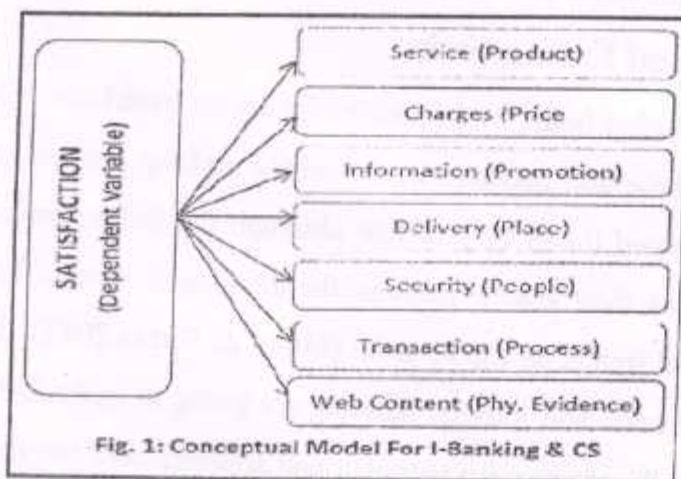 SATISFACTION
(Dependent Variable)
Service (Product)
Charges (Price
Information (Promotion)
Delivery (Place)
Security (People)
Transaction (Process)
Web Content (Phy. Evidence)
Fig. 1: Conceptual Model For I-Banking & CS